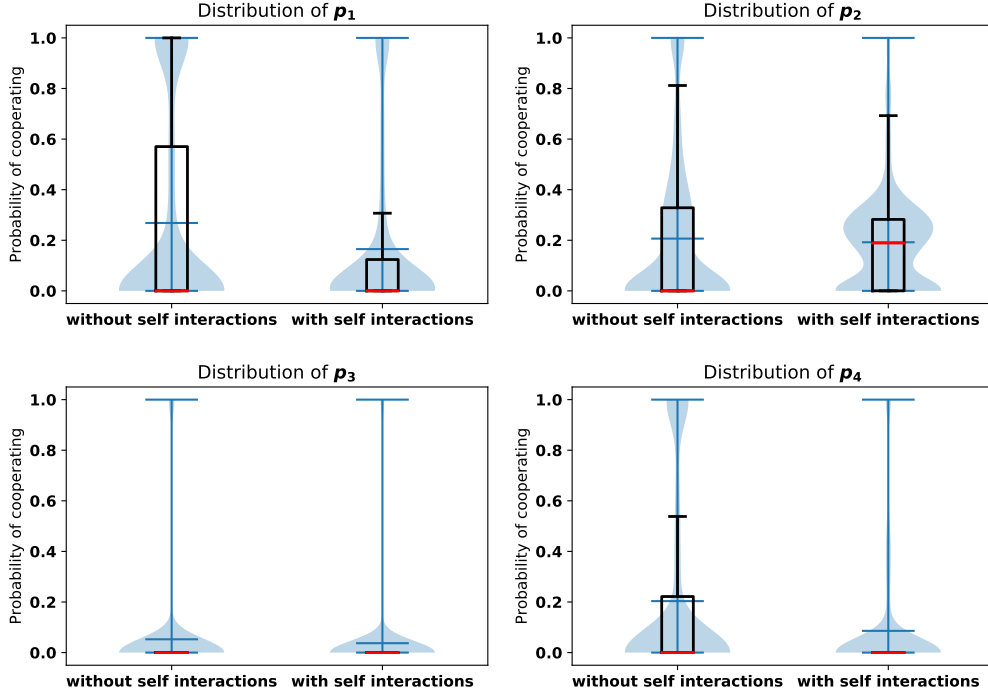 Distribution of p1
Probability of cooperating
1.0
0.8
0.6
0.4
0.2
0.0
without self interactions with self interactions
Distribution of p2
Probability of cooperating
1.0
0.8
0.6
0.4
0.2
0.0
without self interactions with self interactions
Distribution of p3
Probability of cooperating
1.0
0.8
0.6
0.4
0.2
0.0
without self interactions with self interactions
Distribution of p4
Probability of cooperating
1.0
0.8
0.6
0.4
0.2
0.0
without self interactions with self interactions